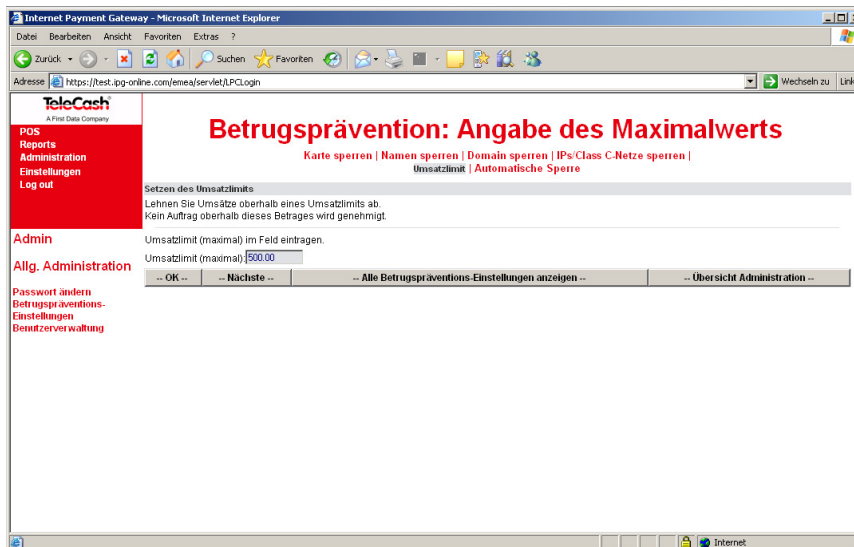 Internet Payment Gateway - Microsoft Internet Explorer
Datei Bearbeiten Ansicht Favoriten Extras ?
Zurück Suchen Favoriten
Adresse https://test.ipg-online.com/emea/servlet/LPCLogin Wechseln zu Link
TeleCash
A First Data Company
POS
Reports
Administration
Einstellungen
Log out
Admin
Allg. Administration
Passwort ändern
Betrugspräventions-
Einstellungen
Benutzerverwaltung
Betrugsprävention: Angabe des Maximalwerts
Karte sperren | Namen sperren | Domain sperren | IPs/Class C-Netze sperren |
Umsatzlimit | Automatische Sperre
Setzen des Umsatzlimits
Lehnen Sie Umsätze oberhalb eines Umsatzlimits ab.
Kein Auftrag oberhalb dieses Betrages wird genehmigt.
Umsatzlimit (maximal) im Feld eintragen.
Umsatzlimit (maximal): 500.00
-- OK -- -- Nächste -- -- Alle Betrugspräventions-Einstellungen anzeigen -- -- Übersicht Administration --
Internet